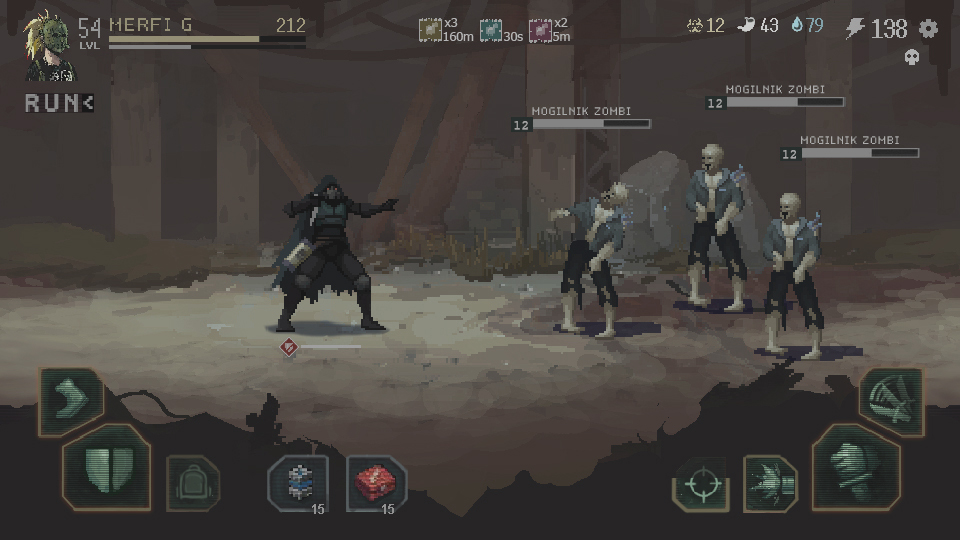 54
LVL
MERFI G
212
x3
160m
30s
x2
5m
12
43
79
138
RUN<
MOGILNIK ZOMBI
12
MOGILNIK ZOMBI
12
MOGILNIK ZOMBI
12
15
15